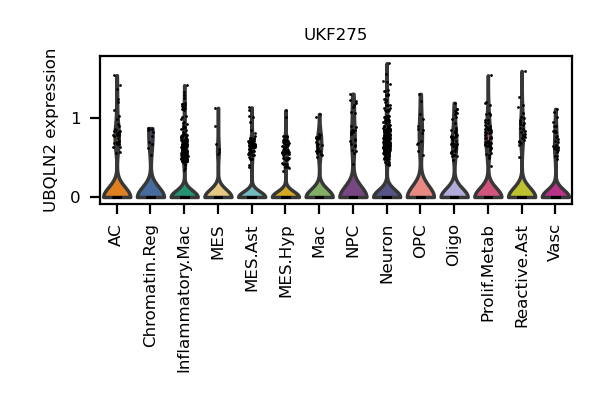 UKF275
UBQLN2 expression
1
0
AC
Chromatin.Reg
Inflammatory.Mac
MES
MES.Ast
MES.Hyp
Mac
NPC
Neuron
OPC
Oligo
Prolif.Metab
Reactive.Ast
Vasc